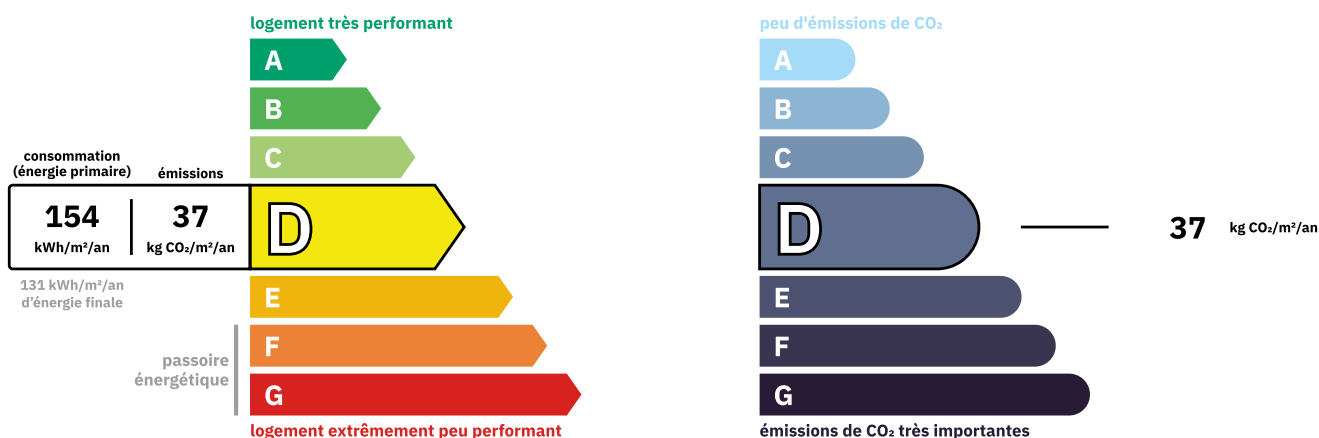 logement très performant
A
B
C
consommation
(énergie primaire)
émissions
154
kWh/m²/an
37
kg CO₂/m²/an
D
131 kWh/m²/an
d'énergie finale
E
F
passoire
énergétique
G
logement extrêmement peu performant
peu d'émissions de CO₂
A
B
C
D
37 kg CO₂/m²/an
E
F
G
émissions de CO₂ très importantes